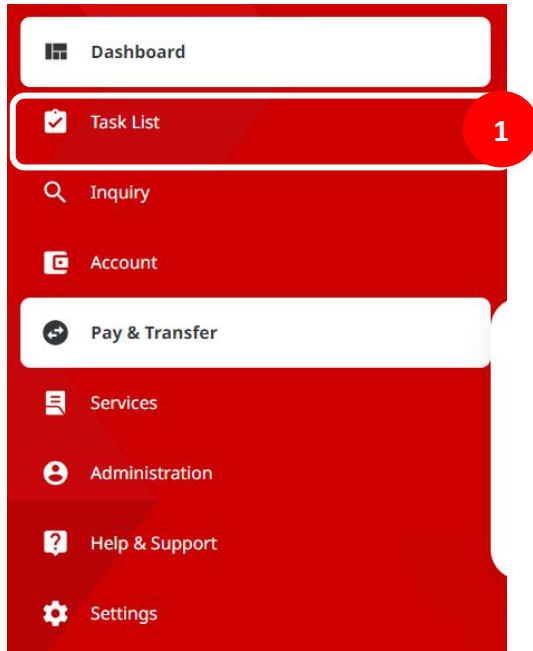 Dashboard
Task List
1
Inquiry
Account
Pay & Transfer
Services
Administration
Help & Support
Settings